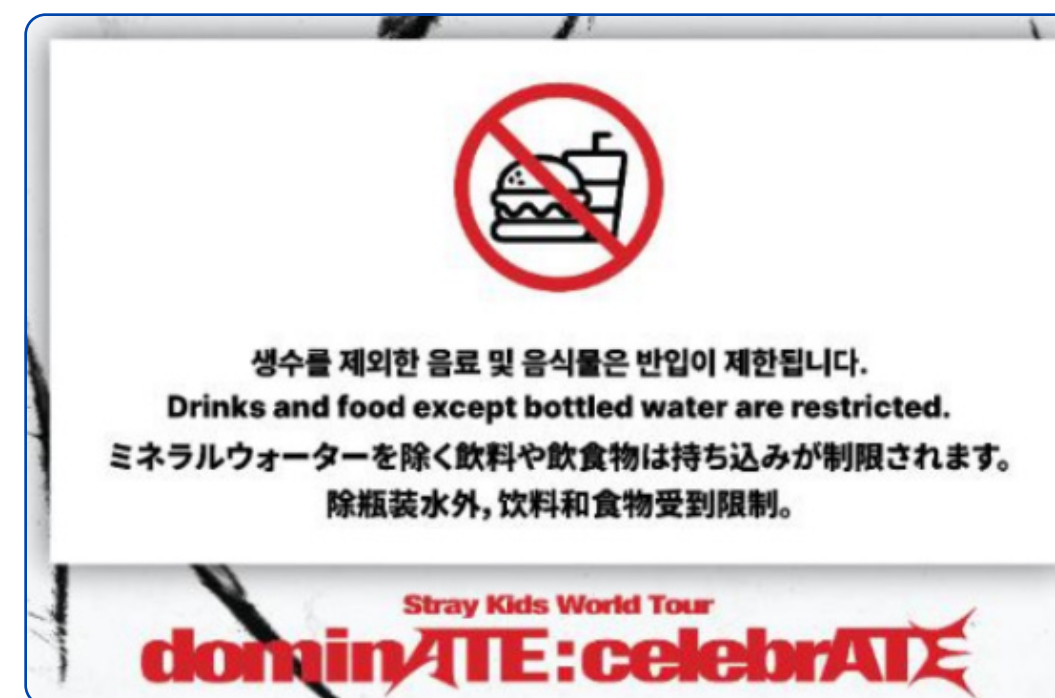 생수를 제외한 음료 및 음식물은 반입이 제한됩니다.
Drinks and food except bottled water are restricted.
ミネラルウォーターを除く飲料や飲食物は持ち込みが制限されます。
除瓶装水外，饮料和食物受到限制。
Stray Kids World Tour
dominATE:celebrATE